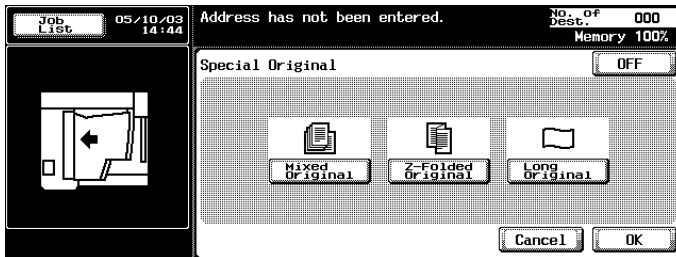 Job
List
05/10/03
14:44
Address has not been entered.
No. of
Dest.
000
Memory 100%
Special Original
OFF
Mixed
Original
Z-Folded
Original
Long
Original
Cancel
OK